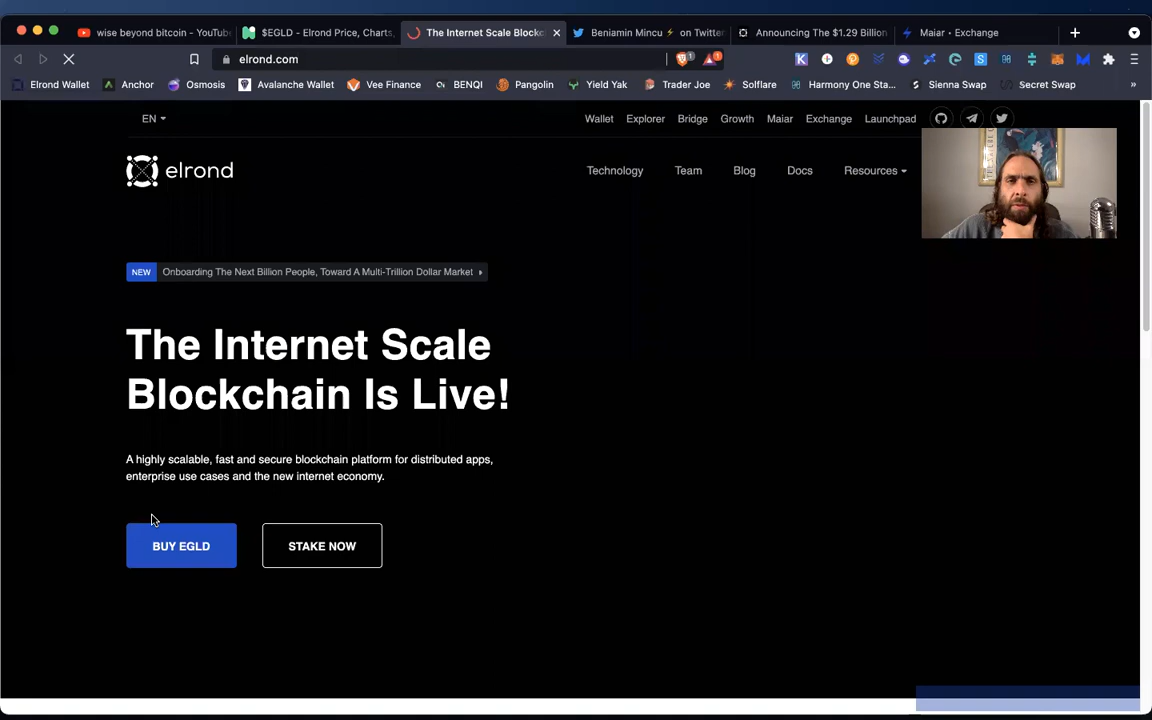 wise beyond bitcoin - YouTub
$EGLD - Elrond Price, Charts,
The Internet Scale Blockc
Benjamin Mincu ⚡ on Twitter
Announcing The $1.29 Billion
Maiar • Exchange
elrond.com
Elrond Wallet
Anchor
Osmosis
Avalanche Wallet
Vee Finance
BENQI
Pangolin
Yield Yak
Trader Joe
Solflare
Harmony One Sta...
Sienna Swap
Secret Swap
»
EN
Wallet
Explorer
Bridge
Growth
Maiar
Exchange
Launchpad
elrond
Technology
Team
Blog
Docs
Resources
NEW Onboarding The Next Billion People, Toward A Multi-Trillion Dollar Market
The Internet Scale
Blockchain Is Live!
A highly scalable, fast and secure blockchain platform for distributed apps,
enterprise use cases and the new internet economy.
BUY EGLD
STAKE NOW